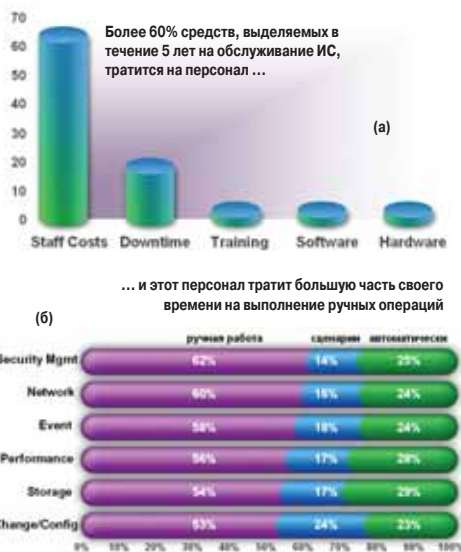 70
Более 60% средств, выделяемых в
60
течение 5 лет на обслуживание ИС,
тратится на персонал ...
50
40
(а)
30
20
10
0
Staff Costs Downtime Training Software Hardware
... и этот персонал тратит большую часть своего
времени на выполнение ручных операций
(б)
ручная работа сценарии автоматически
Security Mgmt 62% 14% 25%
Network 60% 16% 24%
Event 58% 18% 24%
Performance 56% 17% 28%
Storage 54% 17% 29%
Change/Config 53% 24% 23%
0% 10% 20% 30% 40% 50% 60% 70% 80% 90% 100%